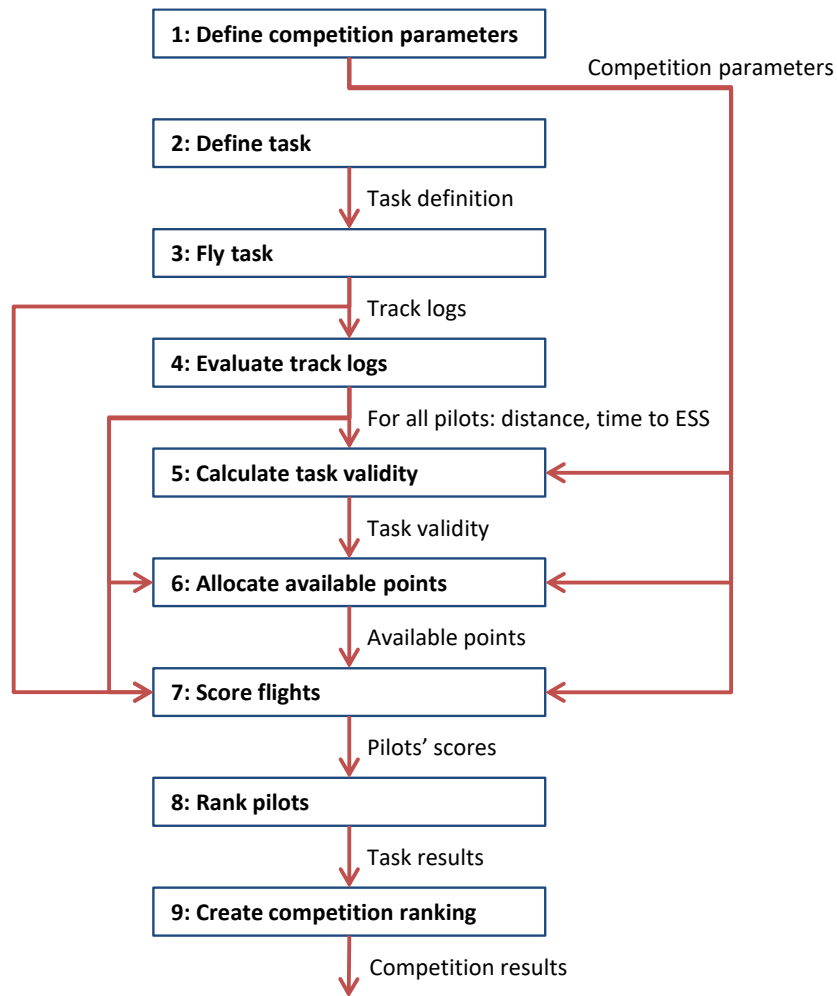 1: Define competition parameters
Competition parameters
2: Define task
Task definition
3: Fly task
Track logs
4: Evaluate track logs
For all pilots: distance, time to ESS
5: Calculate task validity
Task validity
6: Allocate available points
Available points
7: Score flights
Pilots’ scores
8: Rank pilots
Task results
9: Create competition ranking
Competition results